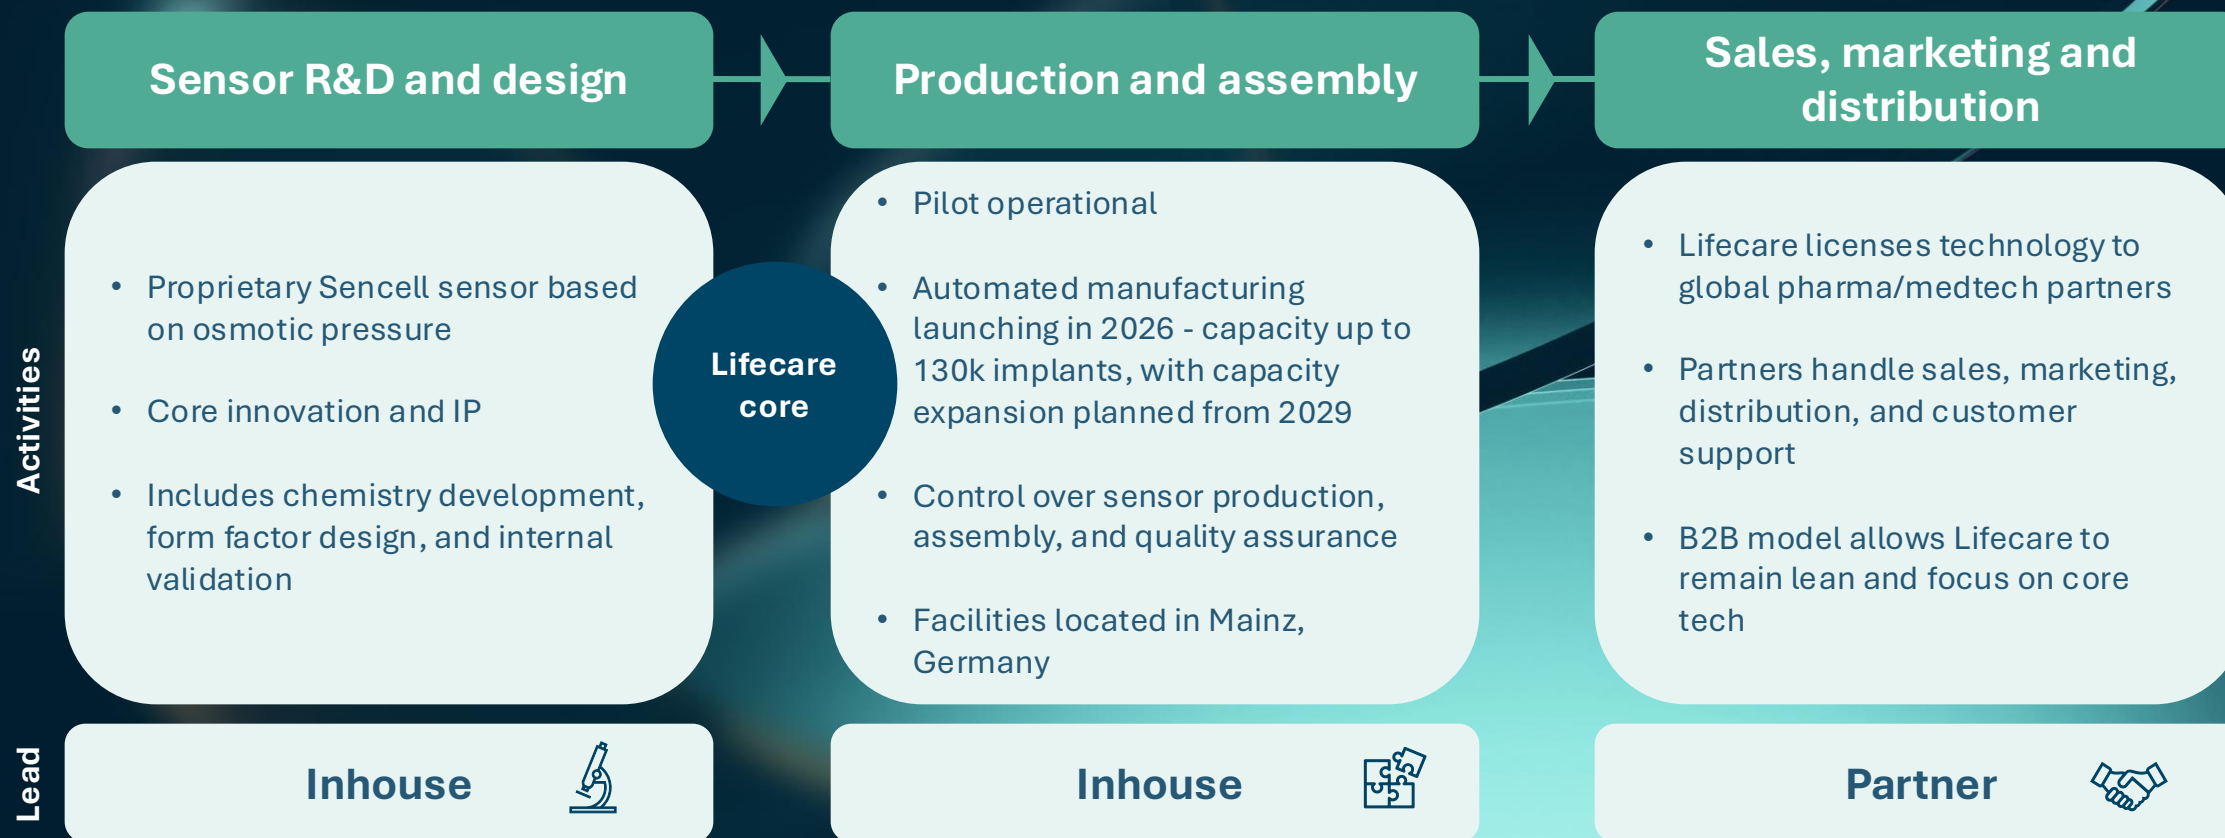 Sensor R&D and design
Production and assembly
Sales, marketing and
distribution
Activities
• Proprietary Sencell sensor based
on osmotic pressure
• Core innovation and IP
• Includes chemistry development,
form factor design, and internal
validation
Lifecare
core
• Pilot operational
• Automated manufacturing
launching in 2026 - capacity up to
130k implants, with capacity
expansion planned from 2029
• Control over sensor production,
assembly, and quality assurance
• Facilities located in Mainz,
Germany
• Lifecare licenses technology to
global pharma/medtech partners
• Partners handle sales, marketing,
distribution, and customer
support
• B2B model allows Lifecare to
remain lean and focus on core
tech
Lead
Inhouse
Inhouse
Partner